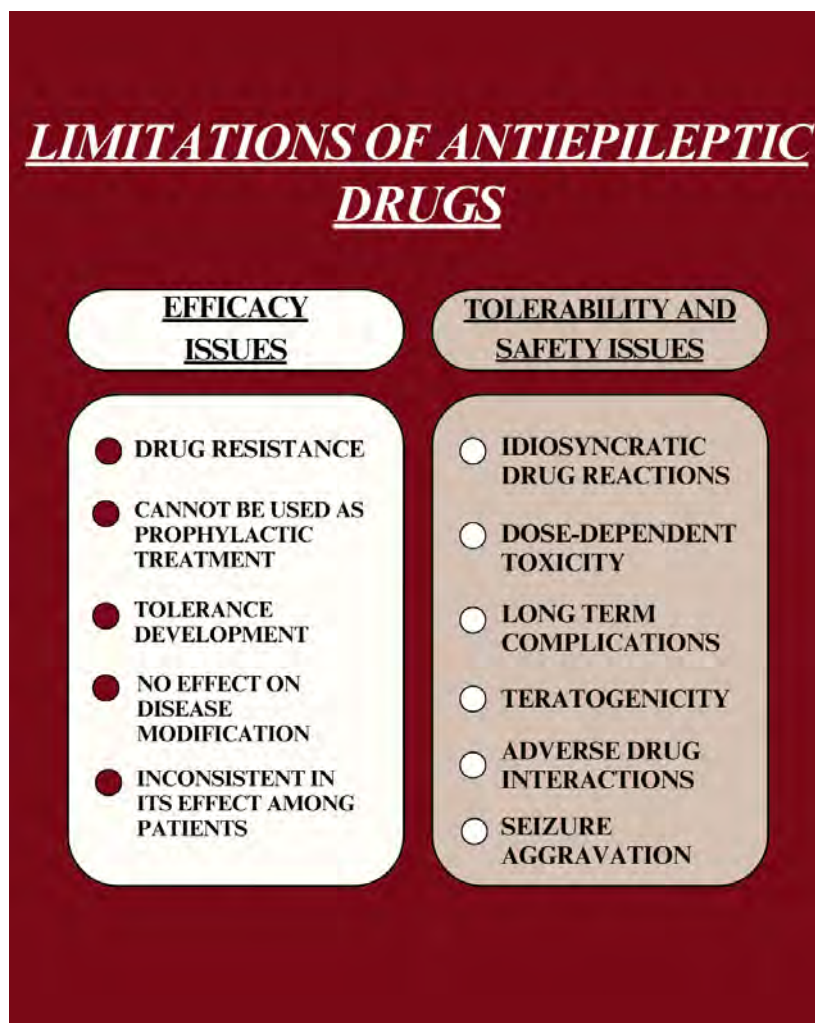 LIMITATIONS OF ANTIEPILEPTIC
DRUGS
EFFICACY
ISSUES
DRUG RESISTANCE
CANNOT BE USED AS
PROPHYLACTIC
TREATMENT
TOLERANCE
DEVELOPMENT
NO EFFECT ON
DISEASE
MODIFICATION
INCONSISTENT IN
ITS EFFECT AMONG
PATIENTS
TOLERABILITY AND
SAFETY ISSUES
IDIOSYNCRATIC
DRUG REACTIONS
DOSE-DEPENDENT
TOXICITY
LONG TERM
COMPLICATIONS
TERATOGENICITY
ADVERSE DRUG
INTERACTIONS
SEIZURE
AGGRAVATION